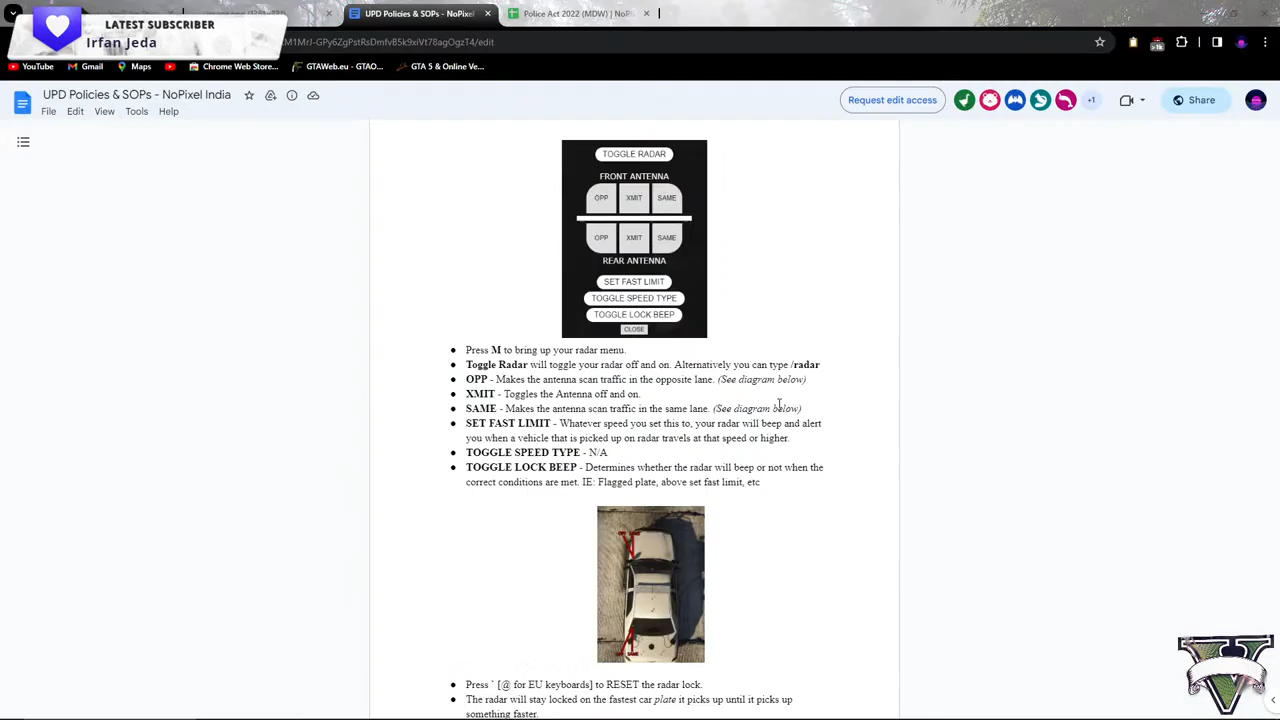 LATEST SUBSCRIBER
Irfan Jeda
UPD Policies & SOPs - NoPixel
Police Act 2022 (MDW) | NoPi
M1MrJ-GPy6ZgPstRsDmfvB5k9xiVt78agOgzT4/edit
YouTube
Gmail
Maps
Chrome Web Store...
GTAWeb.eu - GTAO...
GTA 5 & Online Ve...
UPD Policies & SOPs - NoPixel India
File Edit View Tools Help
Request edit access
+1
Share
TOGGLE RADAR
FRONT ANTENNA
OPP XMIT SAME
OPP XMIT SAME
REAR ANTENNA
SET FAST LIMIT
TOGGLE SPEED TYPE
TOGGLE LOCK BEEP
CLOSE
● Press M to bring up your radar menu.
● Toggle Radar will toggle your radar off and on. Alternatively you can type /radar
● OPP - Makes the antenna scan traffic in the opposite lane. (See diagram below)
● XMIT - Toggles the Antenna off and on.
● SAME - Makes the antenna scan traffic in the same lane. (See diagram below)
● SET FAST LIMIT - Whatever speed you set this to, your radar will beep and alert
you when a vehicle that is picked up on radar travels at that speed or higher.
● TOGGLE SPEED TYPE - N/A
● TOGGLE LOCK BEEP - Determines whether the radar will beep or not when the
correct conditions are met. IE: Flagged plate, above set fast limit, etc
OPP SAME
SAME
● Press ` [@ for EU keyboards] to RESET the radar lock.
● The radar will stay locked on the fastest car plate it picks up until it picks up
something faster.
V